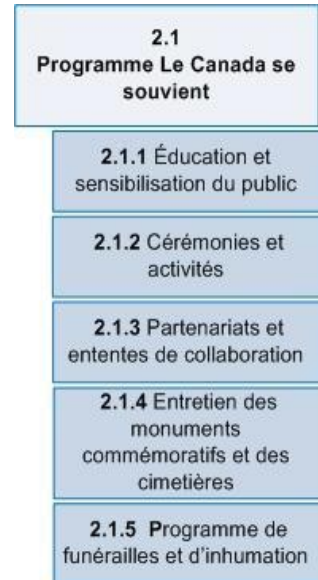 2.1
Programme Le Canada se
souvient
2.1.1 Éducation et
sensibilisation du public
2.1.2 Cérémonies et
activités
2.1.3 Partenariats et
ententes de collaboration
2.1.4 Entretien des
monuments
commémoratifs et des
cimetières
2.1.5 Programme de
funérailles et d'inhumation